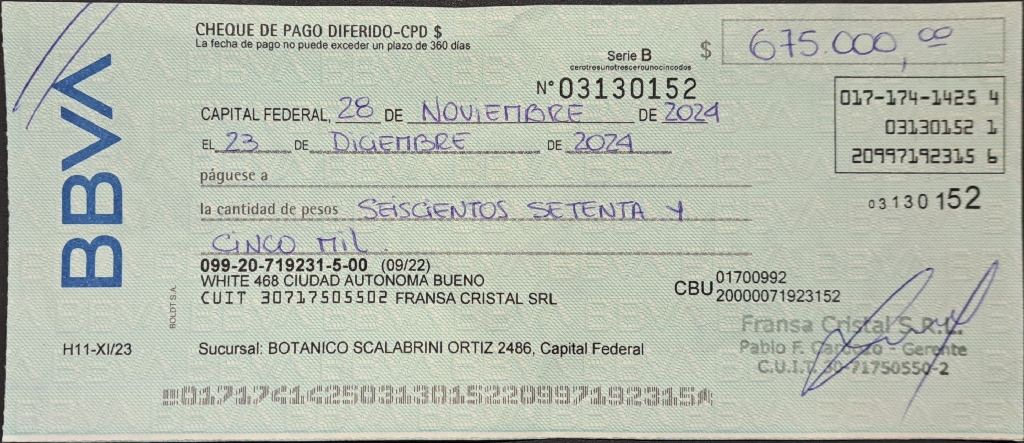 BBVA
CHEQUE DE PAGO DIFERIDO-CPD $
La fecha de pago no puede exceder un plazo de 360 días
Serie B
cerotresunotrescerounocincodos
$ 675.000,00
N° 03130152
CAPITAL FEDERAL, 28 DE NOVIEMBRE DE 2024
EL 23 DE DICIEMBRE DE 2024
017-174-1425 4
03130152 1
20997192315 6
páguese a
03130152
la cantidad de pesos SEISCIENTOS SETENTA Y
CINCO MIL.
099-20-719231-5-00 (09/22)
WHITE 468 CIUDAD AUTONOMA BUENO
CUIT 30717505502 FRANSA CRISTAL SRL
CBU 01700992
20000071923152
BOLDT S.A.
Fransa Cristal S.R.L.
Pablo F. Cardozo - Gerente
C.U.I.T. 30-71750550-2
H11-XI/23
Sucursal: BOTANICO SCALABRINI ORTIZ 2486, Capital Federal